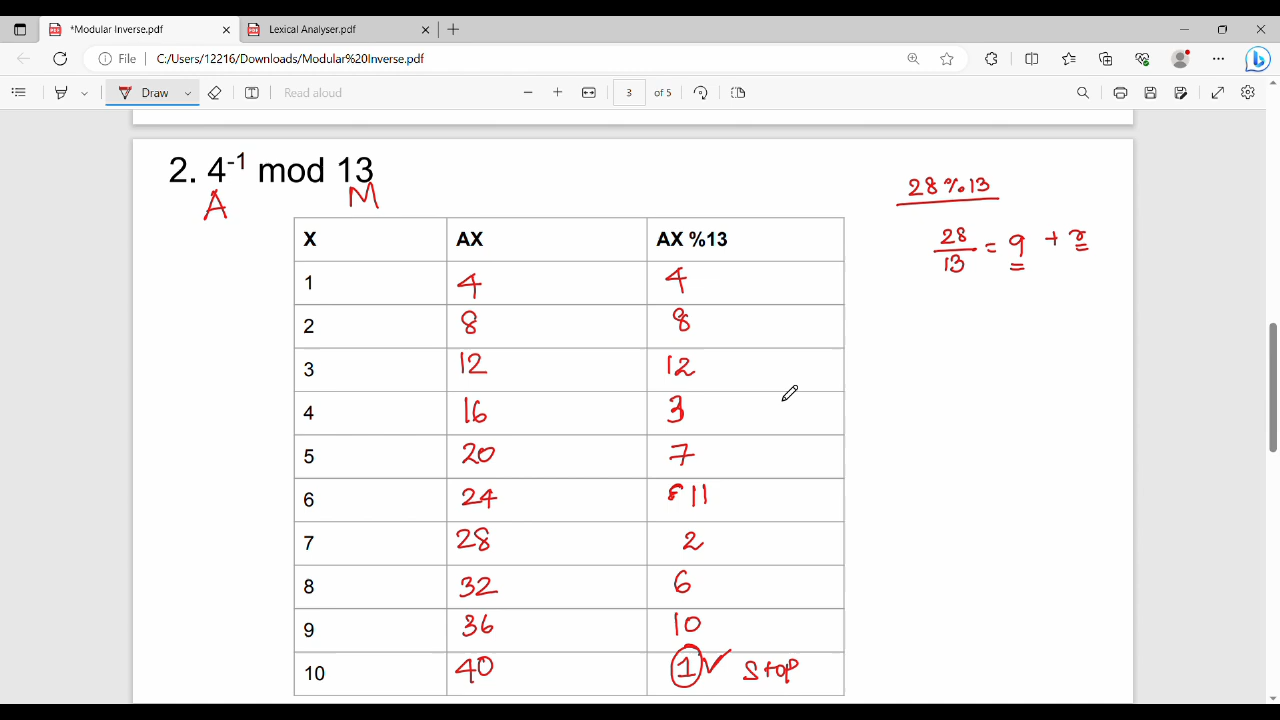 *Modular Inverse.pdf
Lexical Analyser.pdf
File C:/Users/12216/Downloads/Modular%20Inverse.pdf
Draw Read aloud 3 of 5
2. 4-1 mod 13
A M
28 % 13
28/13 = 9 + r
X AX AX %13
1 4 4
2 8 8
3 12 12
4 16 3
5 20 7
6 24 11
7 28 2
8 32 6
9 36 10
10 40 1 ✓ Stop